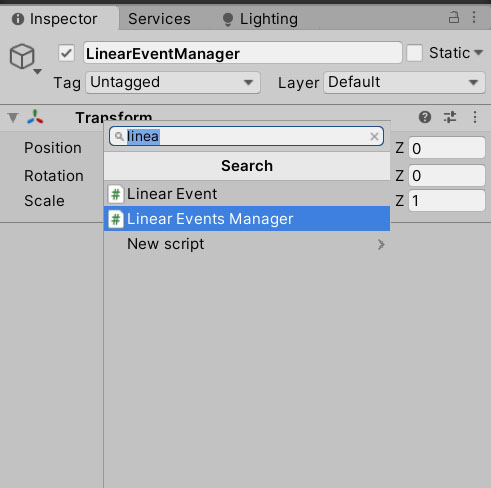 Inspector Services Lighting
LinearEventManager Static
Tag Untagged Layer Default
Transform
linea
Position Z 0
Search
Rotation Z 0
Linear Event
Scale Z 1
Linear Events Manager
New script